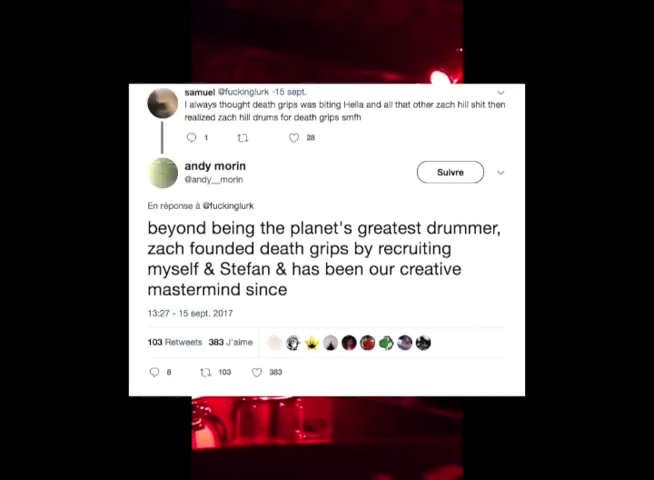 samuel @fuckinglurk -15 sept.
I always thought death grips was biting Hella and all that other zach hill shit then
realized zach hill drums for death grips smfh
1 28
andy morin
@andy__morin
Suivre
En réponse à @fuckinglurk
beyond being the planet's greatest drummer,
zach founded death grips by recruiting
myself & Stefan & has been our creative
mastermind since
13:27 - 15 sept. 2017
103 Retweets 383 J'aime
8 103 383